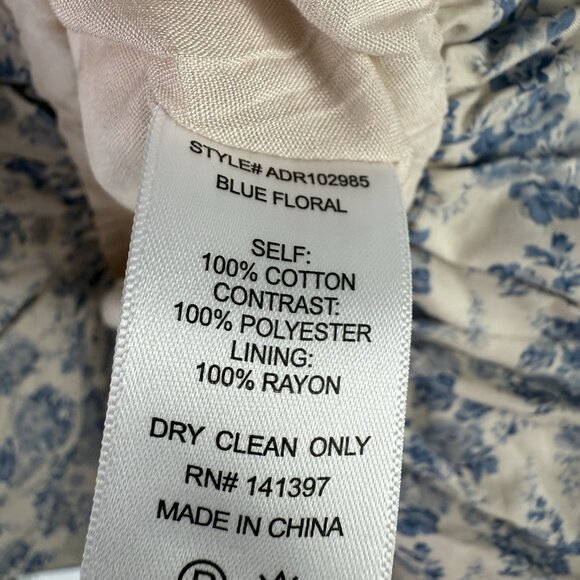 STYLE# ADR102985
BLUE FLORAL
SELF:
100% COTTON
CONTRAST:
100% POLYESTER
LINING:
100% RAYON
DRY CLEAN ONLY
RN# 141397
MADE IN CHINA